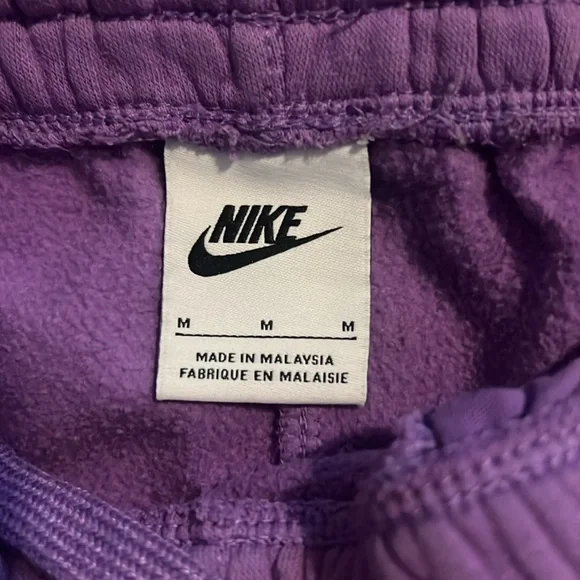 NIKE
M M M
MADE IN MALAYSIA
FABRIQUE EN MALAISIE